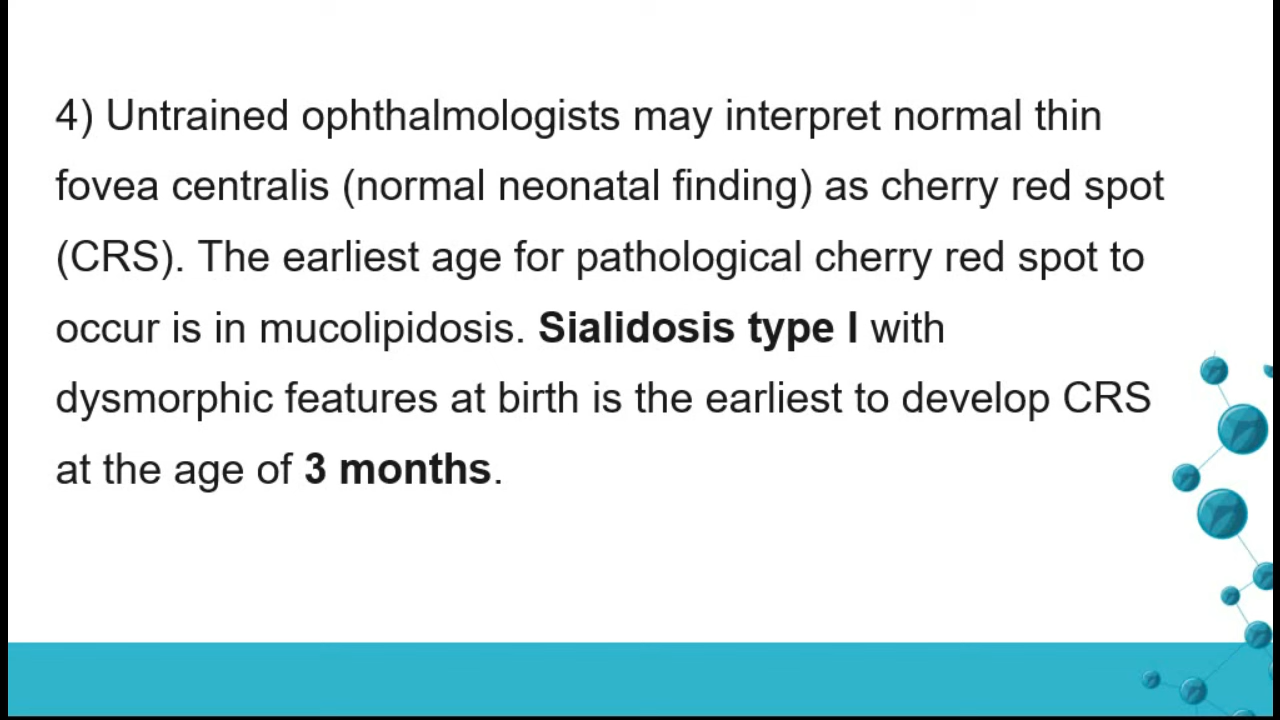 4) Untrained ophthalmologists may interpret normal thin
fovea centralis (normal neonatal finding) as cherry red spot
(CRS). The earliest age for pathological cherry red spot to
occur is in mucolipidosis. Sialidosis type I with
dysmorphic features at birth is the earliest to develop CRS
at the age of 3 months.